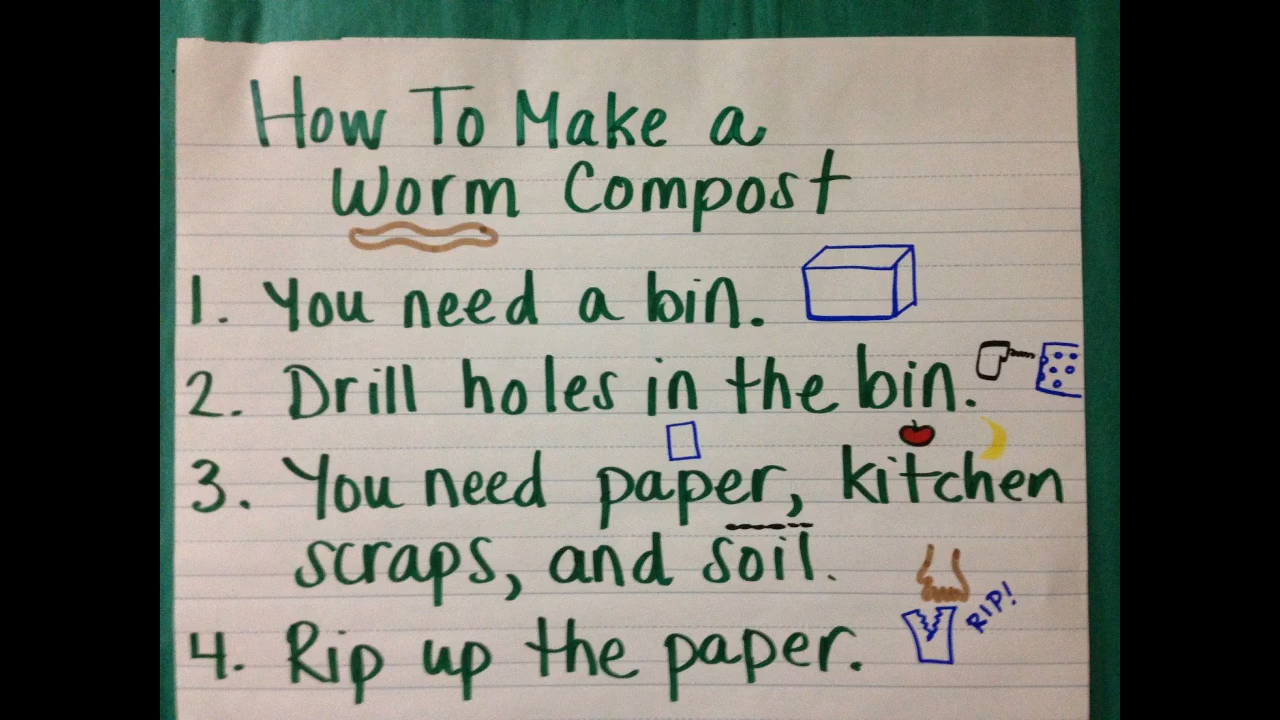 How To Make a
Worm Compost
1. You need a bin.
2. Drill holes in the bin.
3. You need paper, kitchen
scraps, and soil.
RIP!
4. Rip up the paper.